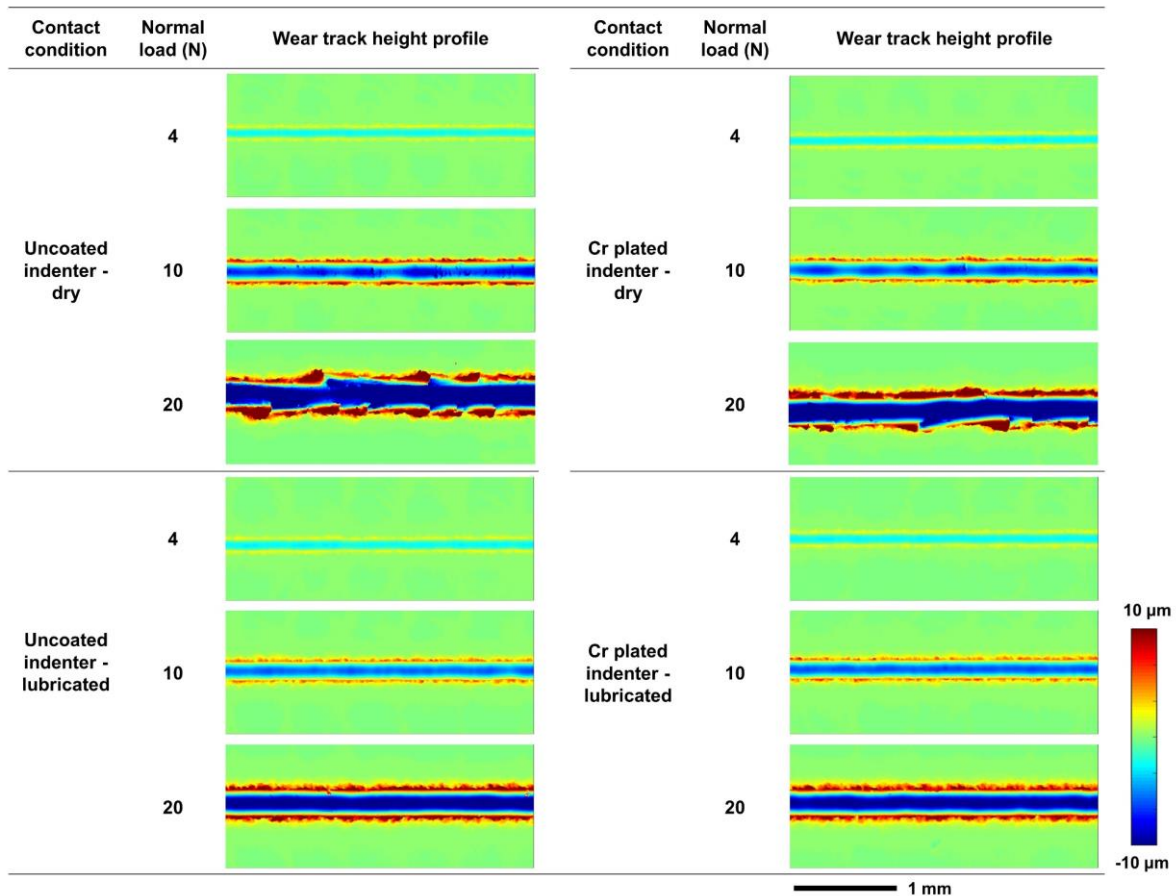 Contact condition
Normal load (N)
Wear track height profile
Contact condition
Normal load (N)
Wear track height profile
Uncoated indenter - dry
4
10
20
Cr plated indenter - dry
4
10
20
Uncoated indenter - lubricated
4
10
20
Cr plated indenter - lubricated
4
10
20
10 µm
-10 µm
1 mm